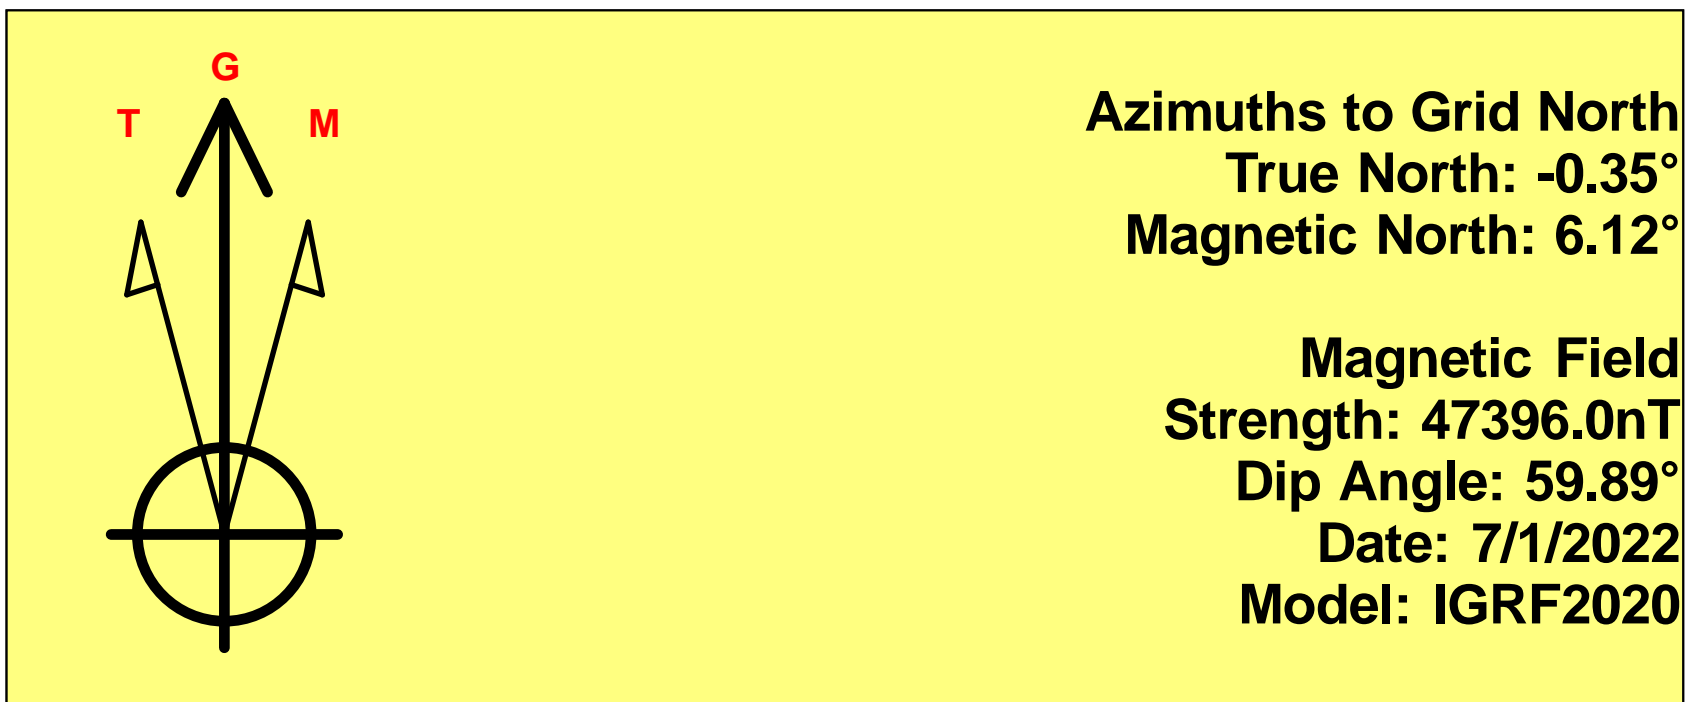 G
T
M
Azimuths to Grid North
True North: -0.35°
Magnetic North: 6.12°
Magnetic Field
Strength: 47396.0nT
Dip Angle: 59.89°
Date: 7/1/2022
Model: IGRF2020